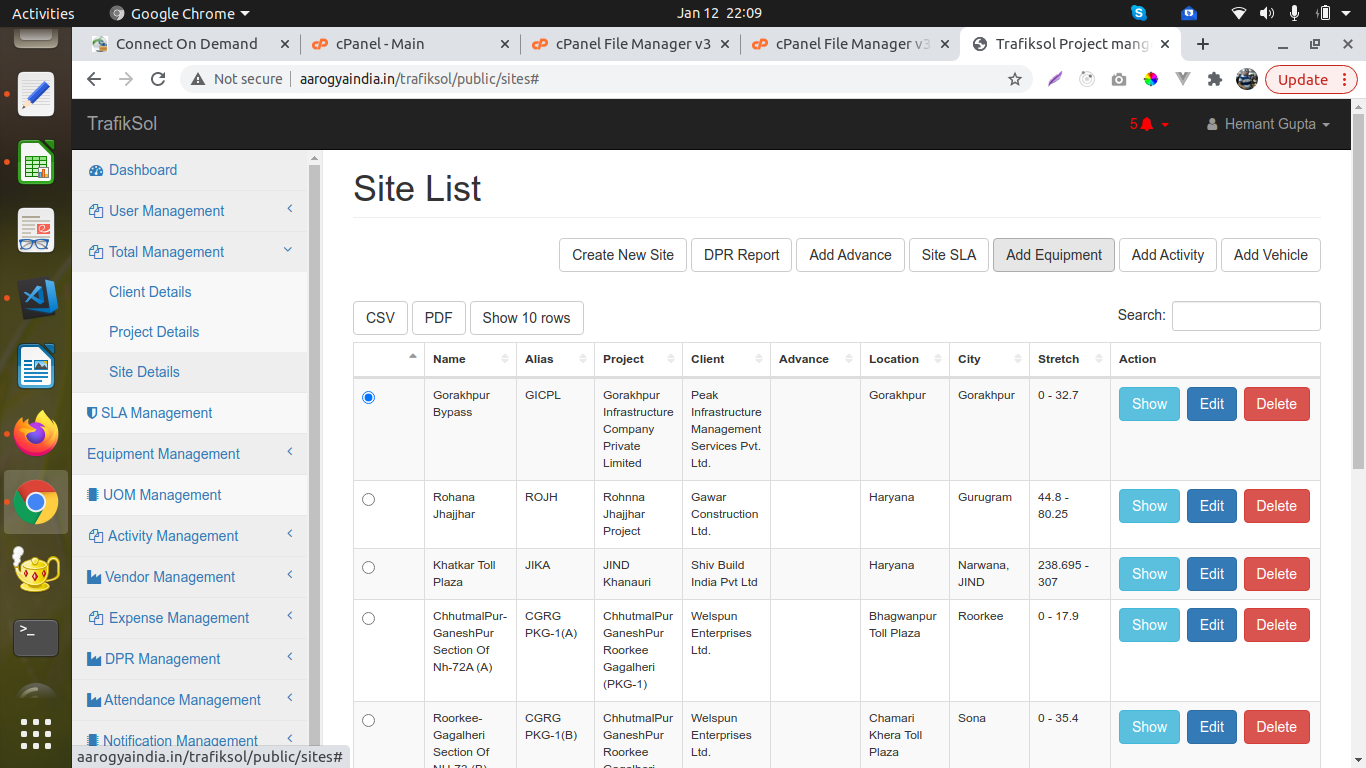 Activities
Google Chrome
Jan 12 22:09
Connect On Demand
cPanel - Main
cPanel File Manager v3
cPanel File Manager v3
Trafiksol Project mang
Not secure
aarogyaindia.in/trafiksol/public/sites#
Update
TrafikSol
5
Hemant Gupta
Dashboard
User Management
Total Management
Client Details
Project Details
Site Details
SLA Management
Equipment Management
UOM Management
Activity Management
Vendor Management
Expense Management
DPR Management
Attendance Management
Notification Management
aarogyaindia.in/trafiksol/public/sites#
Site List
Create New Site
DPR Report
Add Advance
Site SLA
Add Equipment
Add Activity
Add Vehicle
CSV
PDF
Show 10 rows
Search:
Name Alias Project Client Advance Location City Stretch Action
Gorakhpur GICPL Gorakhpur Peak Gorakhpur Gorakhpur 0 - 32.7 Show Edit Delete
Bypass Infrastructure Infrastructure
Company Management
Private Services Pvt.
Limited Ltd.
Rohana ROJH Rohnna Gawar Haryana Gurugram 44.8 - Show Edit Delete
Jhajjhar Jhajjhar Construction 80.25
Project Ltd.
Khatkar Toll JIKA JIND Shiv Build Haryana Narwana, 238.695 - Show Edit Delete
Plaza Khanauri India Pvt Ltd JIND 307
ChhutmalPur- CGRG ChhutmalPur Welspun Bhagwanpur Roorkee 0 - 17.9 Show Edit Delete
GaneshPur PKG-1(A) GaneshPur Enterprises Toll Plaza
Section Of Roorkee Ltd.
Nh-72A (A) Gagalheri
(PKG-1)
Roorkee- CGRG ChhutmalPur Welspun Chamari Sona 0 - 35.4 Show Edit Delete
Gagalheri PKG-1(B) GaneshPur Enterprises Khera Toll
Section Of Roorkee Ltd. Plaza
NH-73 (B) Gagalheri